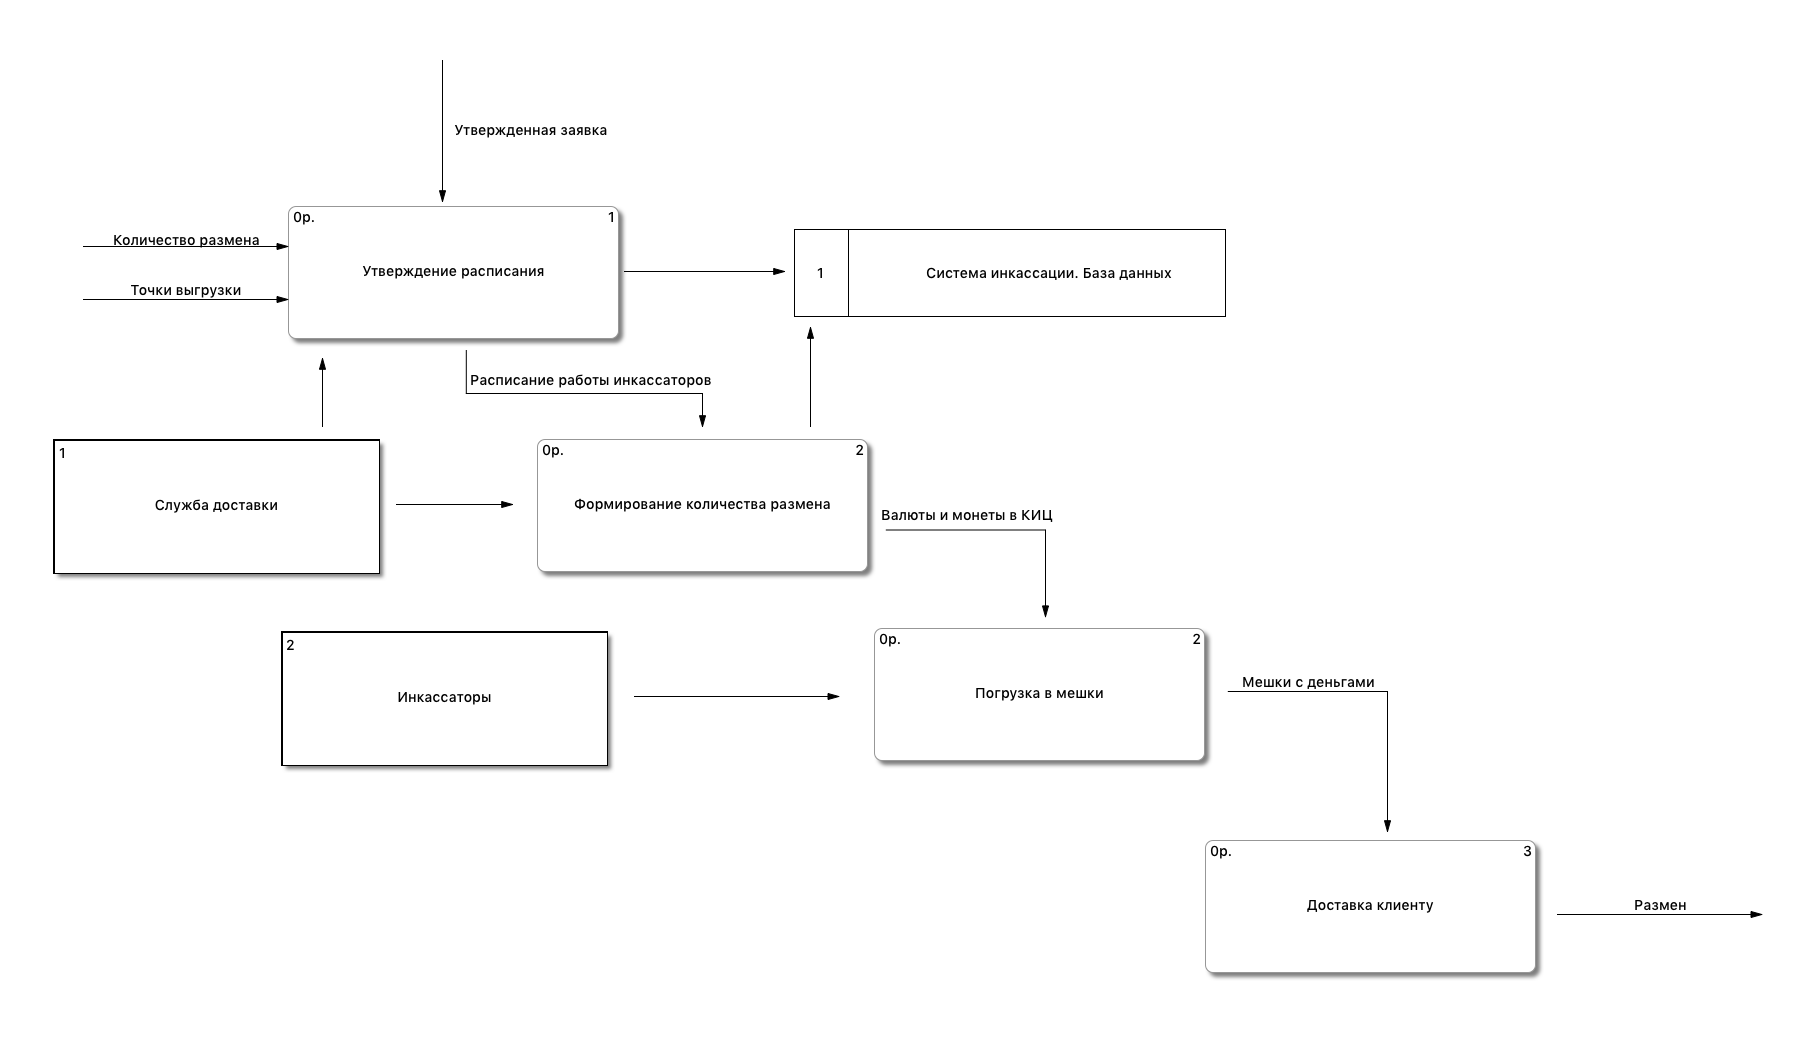 Утвержденная заявка
0р.
1
Количество размена
Утверждение расписания
Точки выгрузки
1
Система инкассации. База данных
Расписание работы инкассаторов
1
Служба доставки
0р.
2
Формирование количества размена
Валюты и монеты в КИЦ
2
Инкассаторы
0р.
2
Погрузка в мешки
Мешки с деньгами
0р.
3
Доставка клиенту
Размен